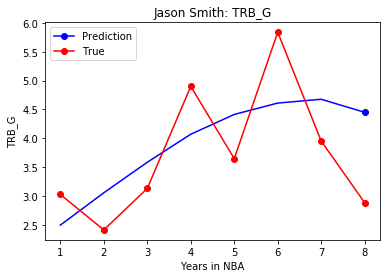 Jason Smith: TRB_G
Prediction
True
6.0
5.5
5.0
4.5
4.0
3.5
3.0
2.5
TRB_G
1 2 3 4 5 6 7 8
Years in NBA